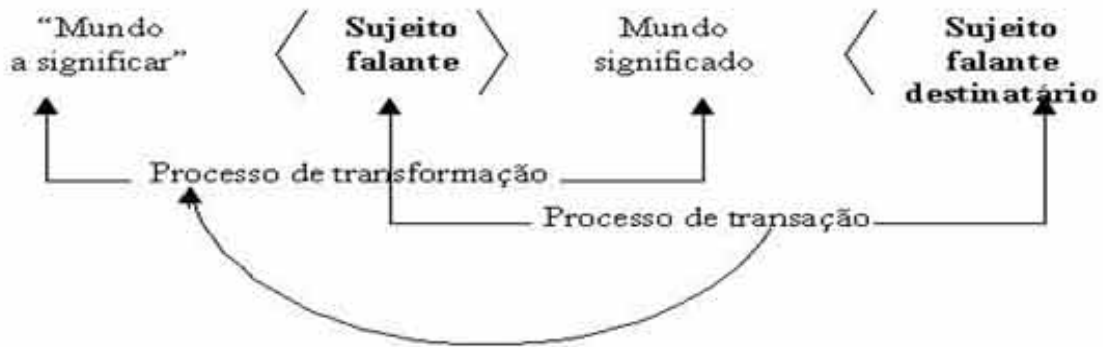 “Mundo
a significar”
Sujeito
falante
Mundo
significado
Sujeito
falante
destinatário
Processo de transformação
Processo de transação